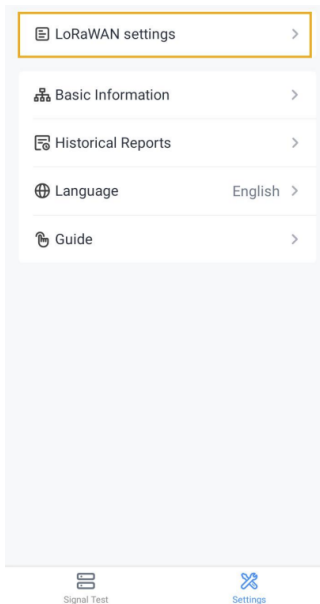 LoRaWAN settings
Basic Information
Historical Reports
Language English
Guide
Signal Test Settings